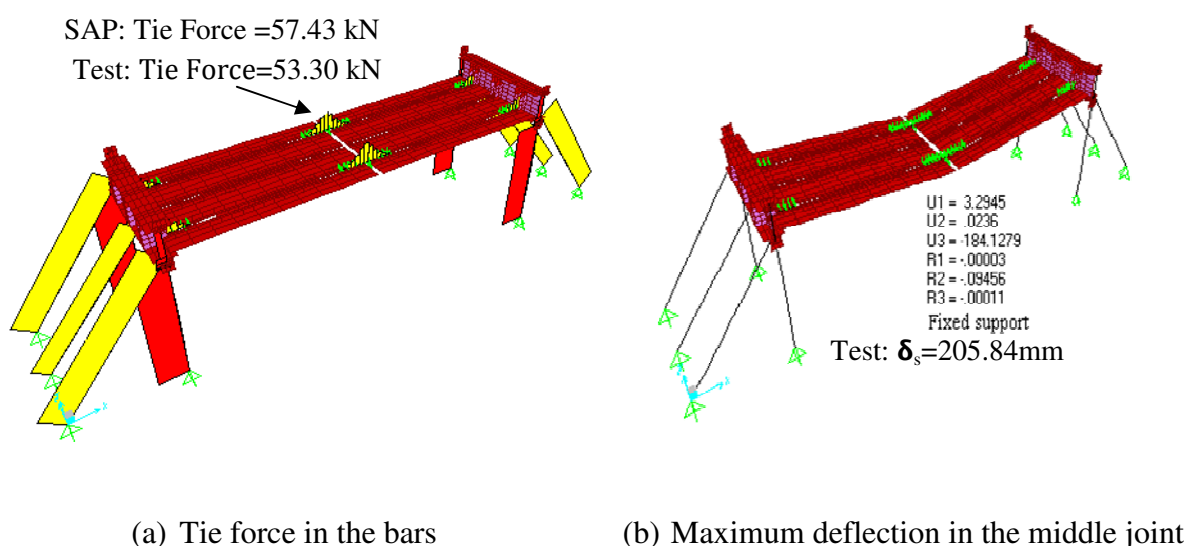 SAP: Tie Force =57.43 kN
Test: Tie Force=53.30 kN
U1 = 3.2945
U2 = .0236
U3 = -184.1279
R1 = -.00003
R2 = -.09456
R3 = -.00011
Fixed support
Test: δs=205.84mm
(a) Tie force in the bars
(b) Maximum deflection in the middle joint